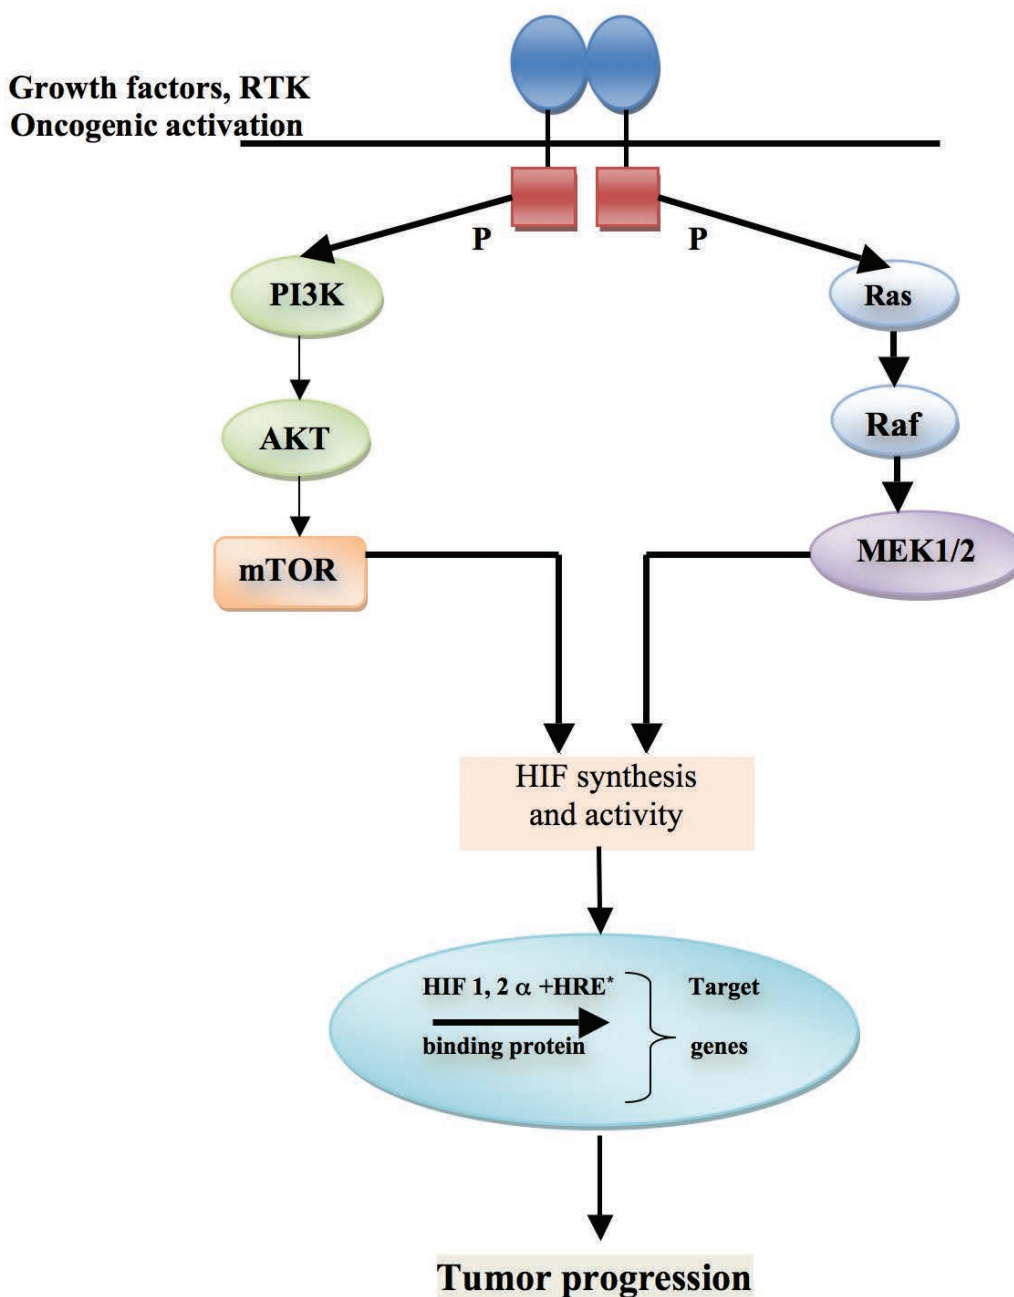 Growth factors, RTK
Oncogenic activation
P
P
PI3K
Ras
AKT
Raf
mTOR
MEK1/2
HIF synthesis
and activity
HIF 1, 2 α +HRE*
Target
binding protein
genes
Tumor progression